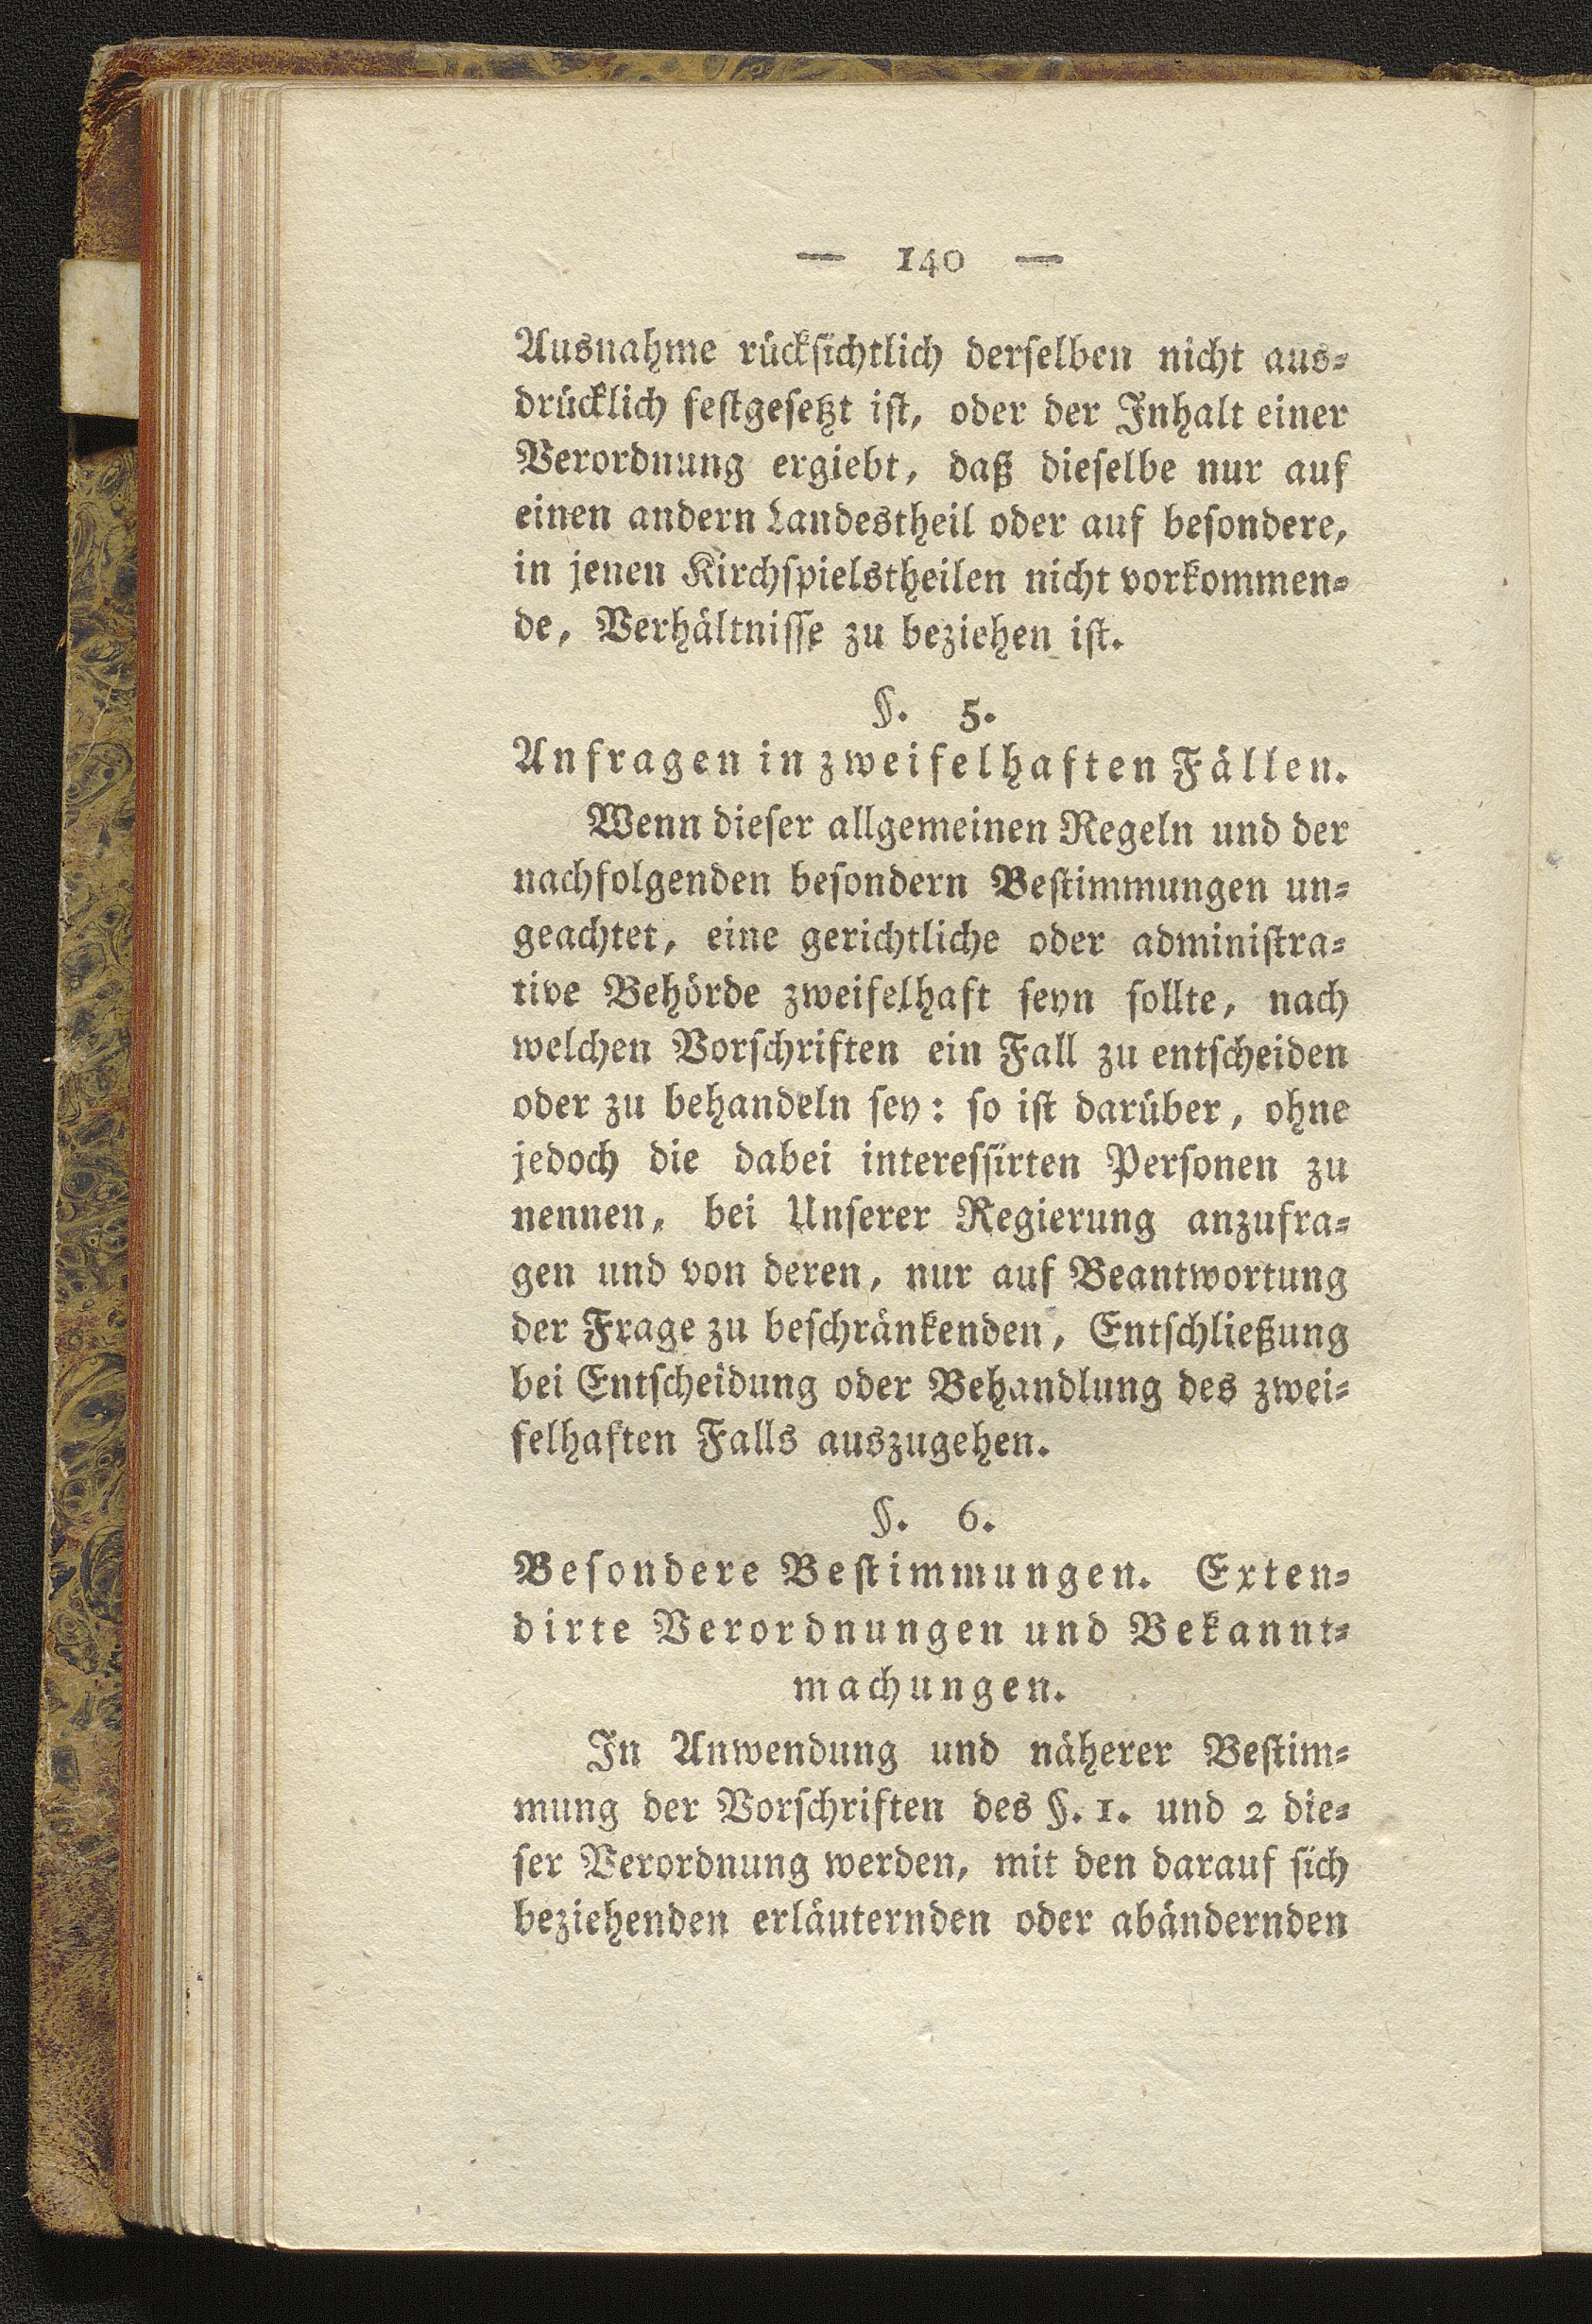 — 140 —
Ausnahme rücksichtlich derselben nicht aus-
drücklich festgesetzt ist, oder der Inhalt einer
Verordnung ergiebt, daß dieselbe nur auf
einen andern Landestheil oder auf besondere,
in jenen Kirchspielstheilen nicht vorkommen-
de, Verhältnisse zu beziehen ist.
§. 5.
Anfragen in zweifelhaften Fällen.
Wenn dieser allgemeinen Regeln und der
nachfolgenden besondern Bestimmungen un-
geachtet, eine gerichtliche oder administra-
tive Behörde zweifelhaft seyn sollte, nach
welchen Vorschriften ein Fall zu entscheiden
oder zu behandeln sey: so ist darüber, ohne
jedoch die dabei interessirten Personen zu
nennen, bei Unserer Regierung anzufra-
gen und von deren, nur auf Beantwortung
der Frage zu beschränkenden, Entschließung
bei Entscheidung oder Behandlung des zwei-
felhaften Falls auszugehen.
§. 6.
Besondere Bestimmungen. Exten-
dirte Verordnungen und Bekannt-
machungen.
In Anwendung und näherer Bestim-
mung der Vorschriften des §. 1. und 2 die-
ser Verordnung werden, mit den darauf sich
beziehenden erläuternden oder abändernden